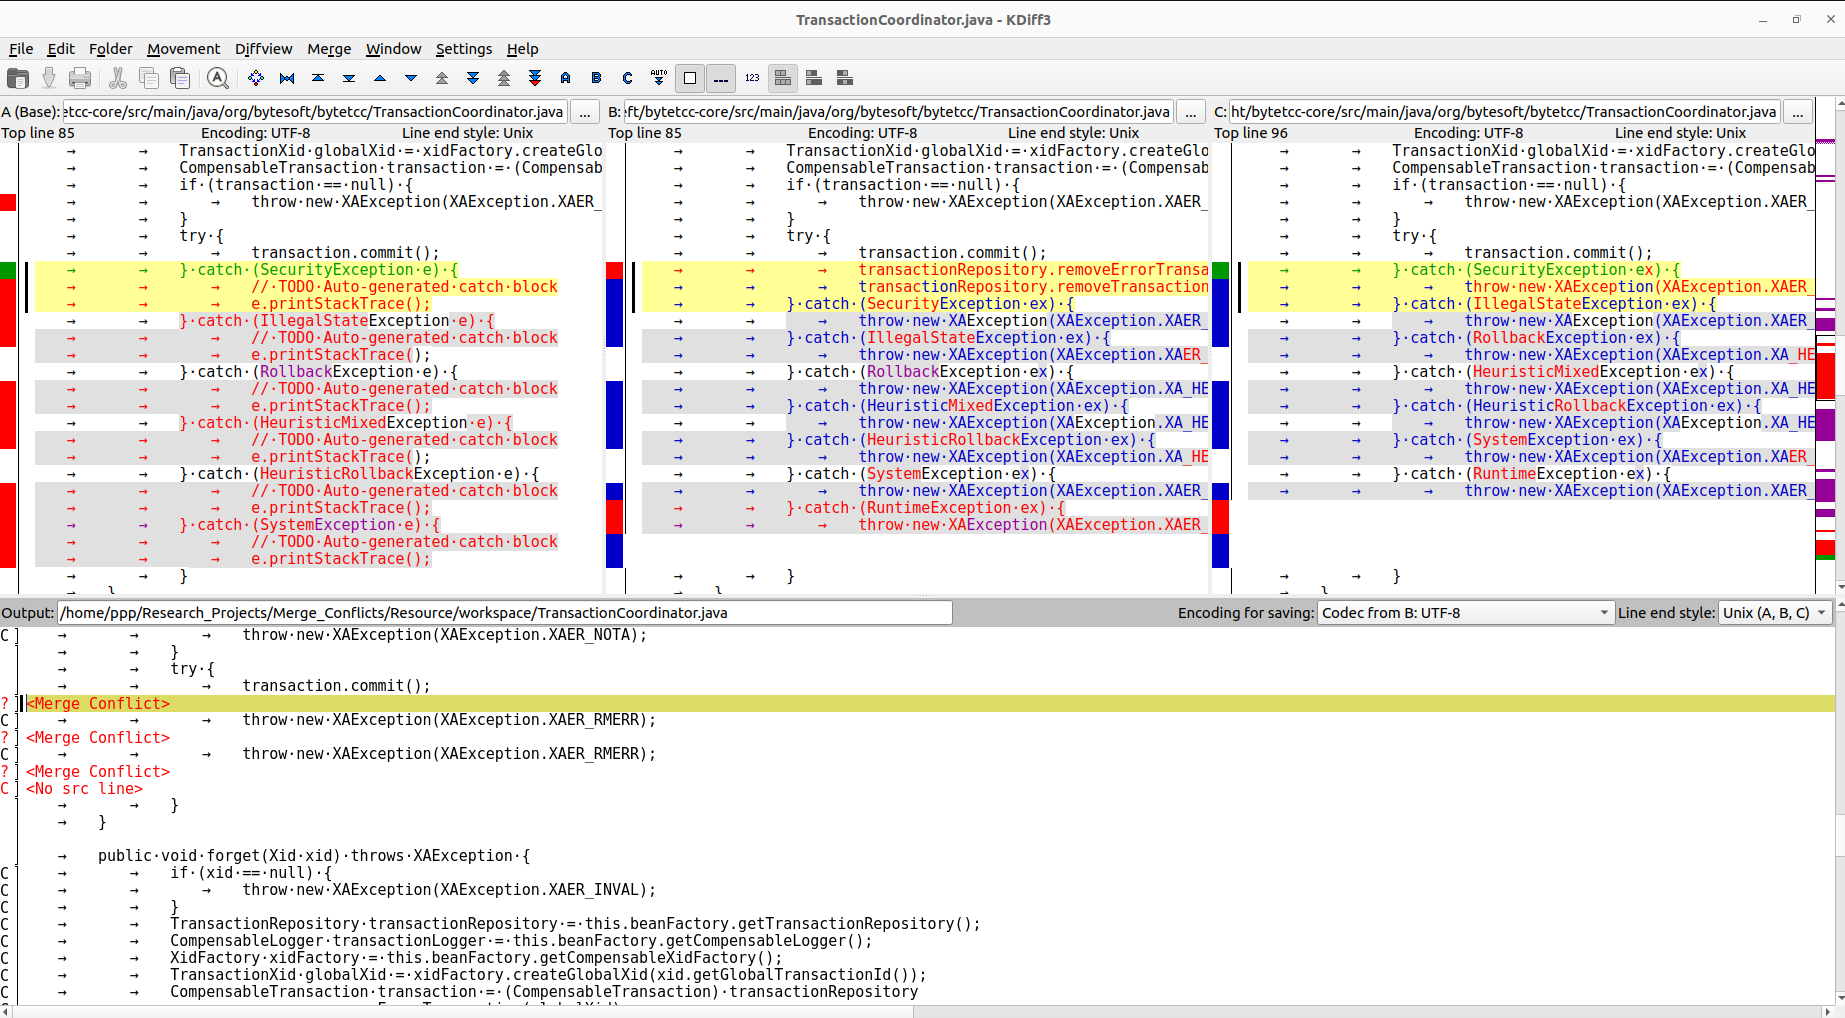 TransactionCoordinator.java - KDiff3
File Edit Folder Movement Diffview Merge Window Settings Help
A B C AUTO 123
A (Base): etcc-core/src/main/java/org/bytesoft/bytetcc/TransactionCoordinator.java ...
Top line 85 Encoding: UTF-8 Line end style: Unix
→ → TransactionXid·globalXid·=·xidFactory.createGlo
→ → CompensableTransaction·transaction·=·(Compensab
→ → if·(transaction·==·null)·{
→ → → throw·new·XAException(XAException.XAER_
→ → }
→ → try·{
→ → → transaction.commit();
→ → }·catch·(SecurityException·e)·{
→ → → //·TODO·Auto-generated·catch·block
→ → → e.printStackTrace();
→ → }·catch·(IllegalStateException·e)·{
→ → → //·TODO·Auto-generated·catch·block
→ → → e.printStackTrace();
→ → }·catch·(RollbackException·e)·{
→ → → //·TODO·Auto-generated·catch·block
→ → → e.printStackTrace();
→ → }·catch·(HeuristicMixedException·e)·{
→ → → //·TODO·Auto-generated·catch·block
→ → → e.printStackTrace();
→ → }·catch·(HeuristicRollbackException·e)·{
→ → → //·TODO·Auto-generated·catch·block
→ → → e.printStackTrace();
→ → }·catch·(SystemException·e)·{
→ → → //·TODO·Auto-generated·catch·block
→ → → e.printStackTrace();
→ → }
→ }
B: eft/bytetcc-core/src/main/java/org/bytesoft/bytetcc/TransactionCoordinator.java ...
Top line 85 Encoding: UTF-8 Line end style: Unix
→ → TransactionXid·globalXid·=·xidFactory.createGlo
→ → CompensableTransaction·transaction·=·(Compensab
→ → if·(transaction·==·null)·{
→ → → throw·new·XAException(XAException.XAER_
→ → }
→ → try·{
→ → → transaction.commit();
→ → → transactionRepository.removeErrorTransa
→ → → transactionRepository.removeTransaction
→ → }·catch·(SecurityException·ex)·{
→ → → throw·new·XAException(XAException.XAER_
→ → }·catch·(IllegalStateException·ex)·{
→ → → throw·new·XAException(XAException.XAER_
→ → }·catch·(RollbackException·ex)·{
→ → → throw·new·XAException(XAException.XA_HE
→ → }·catch·(HeuristicMixedException·ex)·{
→ → → throw·new·XAException(XAException.XA_HE
→ → }·catch·(HeuristicRollbackException·ex)·{
→ → → throw·new·XAException(XAException.XA_HE
→ → }·catch·(SystemException·ex)·{
→ → → throw·new·XAException(XAException.XAER_
→ → }·catch·(RuntimeException·ex)·{
→ → → throw·new·XAException(XAException.XAER_
→ → }
→ }
C: ht/bytetcc-core/src/main/java/org/bytesoft/bytetcc/TransactionCoordinator.java ...
Top line 96 Encoding: UTF-8 Line end style: Unix
→ → TransactionXid·globalXid·=·xidFactory.createGlo
→ → CompensableTransaction·transaction·=·(Compensab
→ → if·(transaction·==·null)·{
→ → → throw·new·XAException(XAException.XAER_
→ → }
→ → try·{
→ → → transaction.commit();
→ → }·catch·(SecurityException·ex)·{
→ → → throw·new·XAException(XAException.XAER_
→ → }·catch·(IllegalStateException·ex)·{
→ → → throw·new·XAException(XAException.XAER_
→ → }·catch·(RollbackException·ex)·{
→ → → throw·new·XAException(XAException.XA_HE
→ → }·catch·(HeuristicMixedException·ex)·{
→ → → throw·new·XAException(XAException.XA_HE
→ → }·catch·(HeuristicRollbackException·ex)·{
→ → → throw·new·XAException(XAException.XA_HE
→ → }·catch·(SystemException·ex)·{
→ → → throw·new·XAException(XAException.XAER_
→ → }·catch·(RuntimeException·ex)·{
→ → → throw·new·XAException(XAException.XAER_
→ → }
→ }
Output: /home/ppp/Research_Projects/Merge_Conflicts/Resource/workspace/TransactionCoordinator.java Encoding for saving: Codec from B: UTF-8 Line end style: Unix (A, B, C)
C → → → throw·new·XAException(XAException.XAER_NOTA);
→ → }
→ → try·{
→ → → transaction.commit();
? <Merge Conflict>
C → → → throw·new·XAException(XAException.XAER_RMERR);
? <Merge Conflict>
C → → → throw·new·XAException(XAException.XAER_RMERR);
? <Merge Conflict>
C <No src line>
→ → }
→ }
→ public·void·forget(Xid·xid)·throws·XAException·{
C → → if·(xid·==·null)·{
C → → → throw·new·XAException(XAException.XAER_INVAL);
C → → }
C → → TransactionRepository·transactionRepository·=·this.beanFactory.getTransactionRepository();
C → → CompensableLogger·transactionLogger·=·this.beanFactory.getCompensableLogger();
C → → XidFactory·xidFactory·=·this.beanFactory.getCompensableXidFactory();
C → → TransactionXid·globalXid·=·xidFactory.createGlobalXid(xid.getGlobalTransactionId());
C → → CompensableTransaction·transaction·=·(CompensableTransaction)·transactionRepository